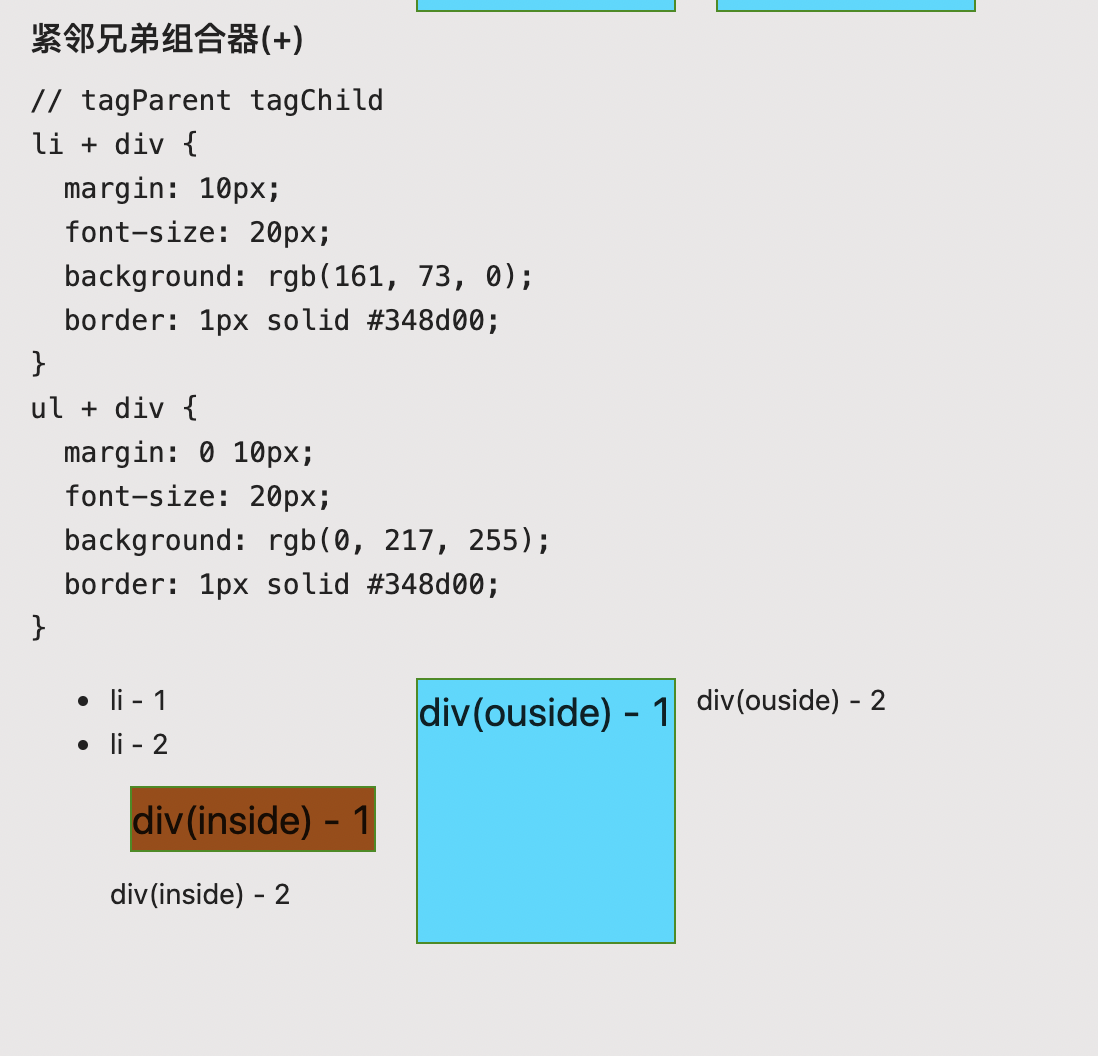 紧邻兄弟组合器(+)
// tagParent tagChild
li + div {
  margin: 10px;
  font-size: 20px;
  background: rgb(161, 73, 0);
  border: 1px solid #348d00;
}
ul + div {
  margin: 0 10px;
  font-size: 20px;
  background: rgb(0, 217, 255);
  border: 1px solid #348d00;
}
li - 1
li - 2
div(inside) - 1
div(inside) - 2
div(ouside) - 1
div(ouside) - 2